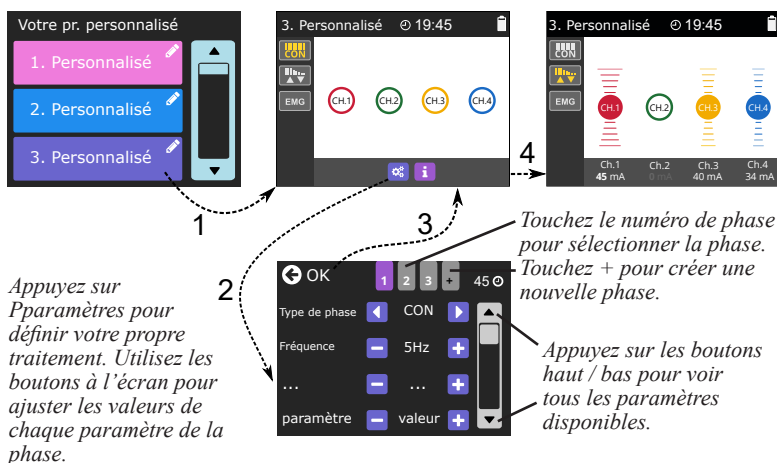 Votre pr. personnalisé
1. Personnalisé
2. Personnalisé
3. Personnalisé
3. Personnalisé 19:45
CON
EMG
CH.1 CH.2 CH.3 CH.4
i
3. Personnalisé 19:45
CON
EMG
CH.1 CH.2 CH.3 CH.4
Ch.1 Ch.2 Ch.3 Ch.4
45 mA 0 mA 40 mA 34 mA
1
2
3
4
Appuyez sur
Pparamètres pour
définir votre propre
traitement. Utilisez les
boutons à l'écran pour
ajuster les valeurs de
chaque paramètre de la
phase.
OK 1 2 3 + 45
Type de phase CON
Fréquence − 5Hz +
... − ... +
paramètre − valeur +
Touchez le numéro de phase
pour sélectionner la phase.
Touchez + pour créer une
nouvelle phase.
Appuyez sur les boutons
haut / bas pour voir
tous les paramètres
disponibles.